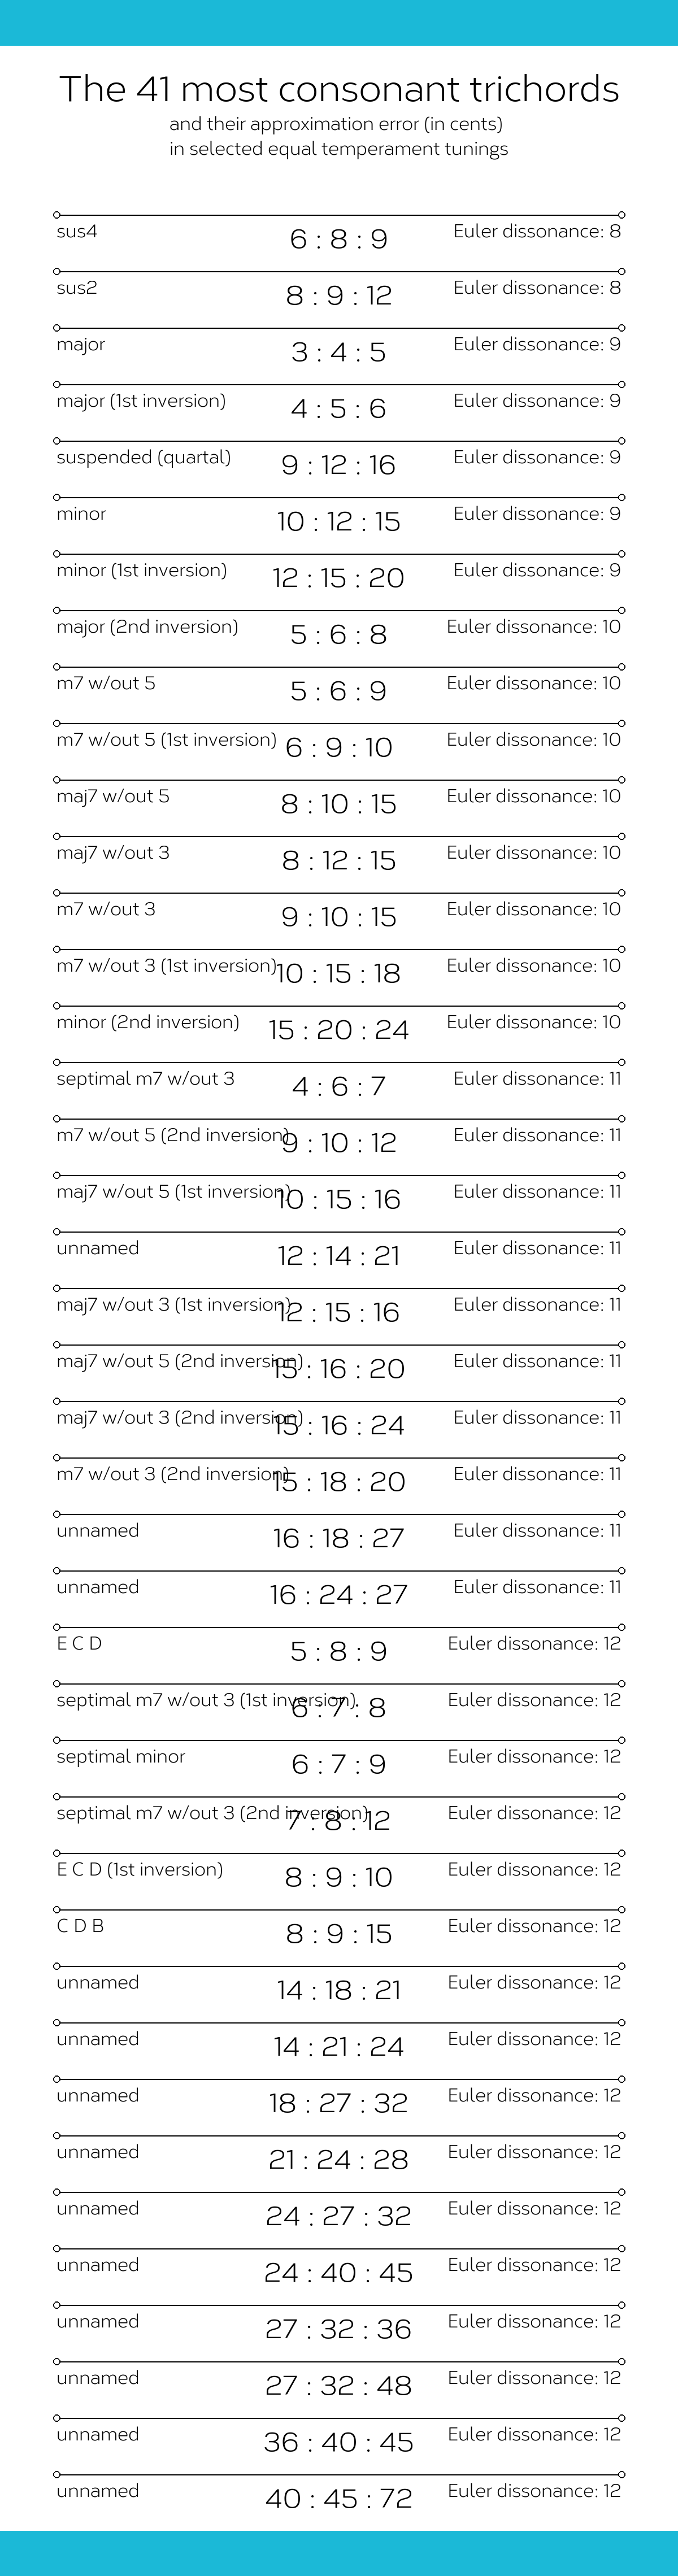 The 41 most consonant trichords
and their approximation error (in cents)
in selected equal temperament tunings
sus4 6 : 8 : 9 Euler dissonance: 8
sus2 8 : 9 : 12 Euler dissonance: 8
major 3 : 4 : 5 Euler dissonance: 9
major (1st inversion) 4 : 5 : 6 Euler dissonance: 9
suspended (quartal) 9 : 12 : 16 Euler dissonance: 9
minor 10 : 12 : 15 Euler dissonance: 9
minor (1st inversion) 12 : 15 : 20 Euler dissonance: 9
major (2nd inversion) 5 : 6 : 8 Euler dissonance: 10
m7 w/out 5 5 : 6 : 9 Euler dissonance: 10
m7 w/out 5 (1st inversion) 6 : 9 : 10 Euler dissonance: 10
maj7 w/out 5 8 : 10 : 15 Euler dissonance: 10
maj7 w/out 3 8 : 12 : 15 Euler dissonance: 10
m7 w/out 3 9 : 10 : 15 Euler dissonance: 10
m7 w/out 3 (1st inversion) 10 : 15 : 18 Euler dissonance: 10
minor (2nd inversion) 15 : 20 : 24 Euler dissonance: 10
septimal m7 w/out 3 4 : 6 : 7 Euler dissonance: 11
m7 w/out 5 (2nd inversion) 9 : 10 : 12 Euler dissonance: 11
maj7 w/out 5 (1st inversion) 10 : 15 : 16 Euler dissonance: 11
unnamed 12 : 14 : 21 Euler dissonance: 11
maj7 w/out 3 (1st inversion) 12 : 15 : 16 Euler dissonance: 11
maj7 w/out 5 (2nd inversion) 15 : 16 : 20 Euler dissonance: 11
maj7 w/out 3 (2nd inversion) 15 : 16 : 24 Euler dissonance: 11
m7 w/out 3 (2nd inversion) 15 : 18 : 20 Euler dissonance: 11
unnamed 16 : 18 : 27 Euler dissonance: 11
unnamed 16 : 24 : 27 Euler dissonance: 11
E C D 5 : 8 : 9 Euler dissonance: 12
septimal m7 w/out 3 (1st inversion) 6 : 7 : 8 Euler dissonance: 12
septimal minor 6 : 7 : 9 Euler dissonance: 12
septimal m7 w/out 3 (2nd inversion) 7 : 8 : 12 Euler dissonance: 12
E C D (1st inversion) 8 : 9 : 10 Euler dissonance: 12
C D B 8 : 9 : 15 Euler dissonance: 12
unnamed 14 : 18 : 21 Euler dissonance: 12
unnamed 14 : 21 : 24 Euler dissonance: 12
unnamed 18 : 27 : 32 Euler dissonance: 12
unnamed 21 : 24 : 28 Euler dissonance: 12
unnamed 24 : 27 : 32 Euler dissonance: 12
unnamed 24 : 40 : 45 Euler dissonance: 12
unnamed 27 : 32 : 36 Euler dissonance: 12
unnamed 27 : 32 : 48 Euler dissonance: 12
unnamed 36 : 40 : 45 Euler dissonance: 12
unnamed 40 : 45 : 72 Euler dissonance: 12